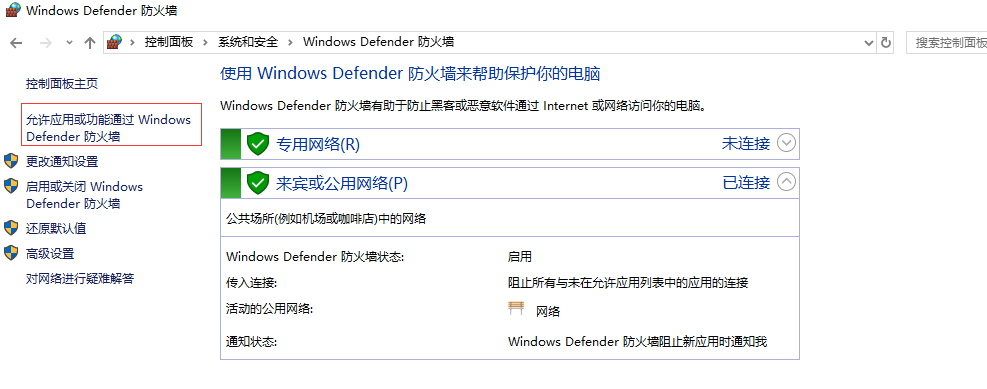 Windows Defender 防火墙
控制面板 > 系统和安全 > Windows Defender 防火墙
搜索控制面板
控制面板主页
允许应用或功能通过 Windows
Defender 防火墙
更改通知设置
启用或关闭 Windows
Defender 防火墙
还原默认值
高级设置
对网络进行疑难解答
使用 Windows Defender 防火墙来帮助保护你的电脑
Windows Defender 防火墙有助于防止黑客或恶意软件通过 Internet 或网络访问你的电脑。
专用网络(R) 未连接
来宾或公用网络(P) 已连接
公共场所(例如机场或咖啡店)中的网络
Windows Defender 防火墙状态: 启用
传入连接: 阻止所有与未在允许应用列表中的应用的连接
活动的公用网络: 网络
通知状态: Windows Defender 防火墙阻止新应用时通知我